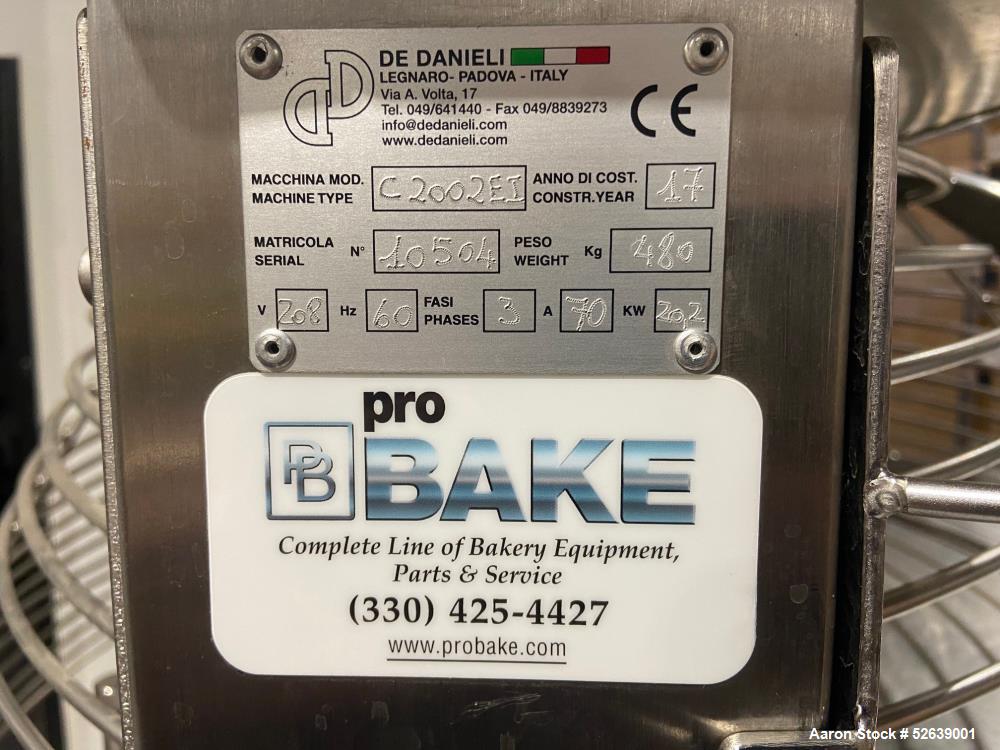 DE DANIELI
LEGNARO- PADOVA - ITALY
Via A. Volta, 17
Tel. 049/641440 - Fax 049/8839273
info@dedanieli.com
www.dedanieli.com
CE
MACCHINA MOD. C2002EI ANNO DI COST. 17
MACHINE TYPE CONSTR.YEAR
MATRICOLA N° 10504 PESO Kg 480
SERIAL WEIGHT
V 208 Hz 60 FASI 3 A 70 KW 20,2
PHASES
pro
PB BAKE
Complete Line of Bakery Equipment,
Parts & Service
(330) 425-4427
www.probake.com
Aaron Stock # 52639001